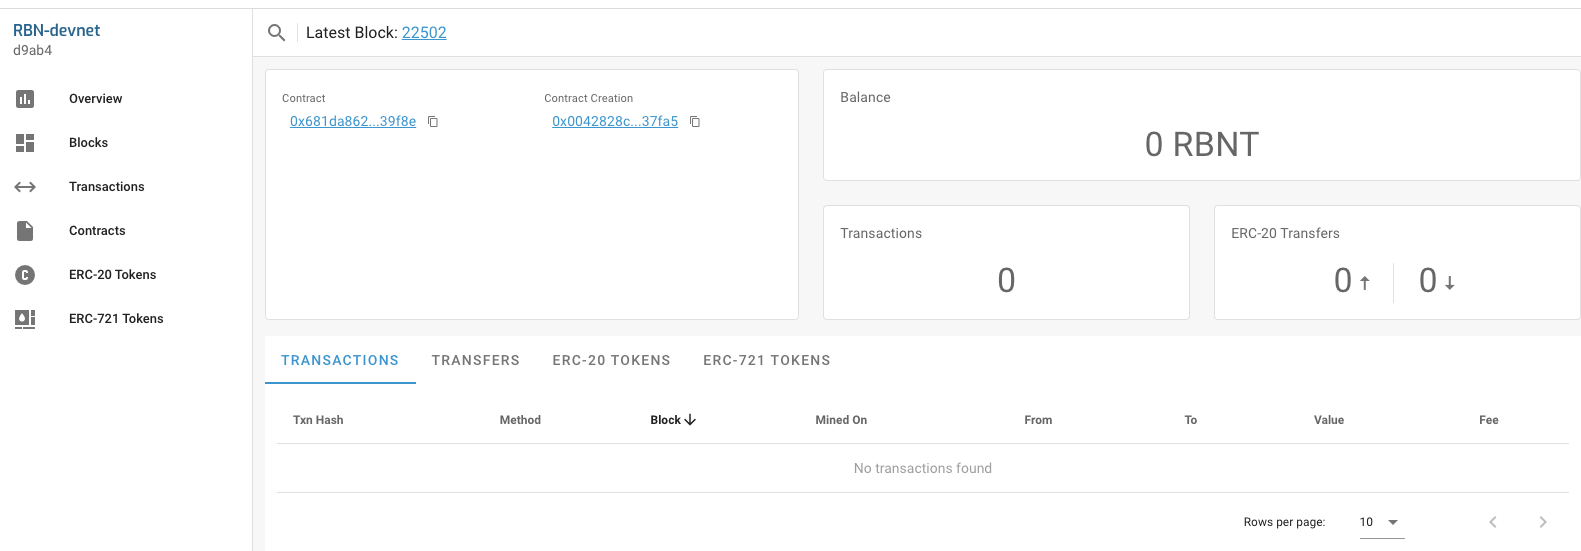 RBN-devnet
d9ab4
Overview
Blocks
Transactions
Contracts
ERC-20 Tokens
ERC-721 Tokens
Latest Block: 22502
Contract
0x681da862...39f8e
Contract Creation
0x0042828c...37fa5
Balance
0 RBNT
Transactions
0
ERC-20 Transfers
0 ↑ 0 ↓
TRANSACTIONS TRANSFERS ERC-20 TOKENS ERC-721 TOKENS
Txn Hash Method Block ↓ Mined On From To Value Fee
No transactions found
Rows per page: 10